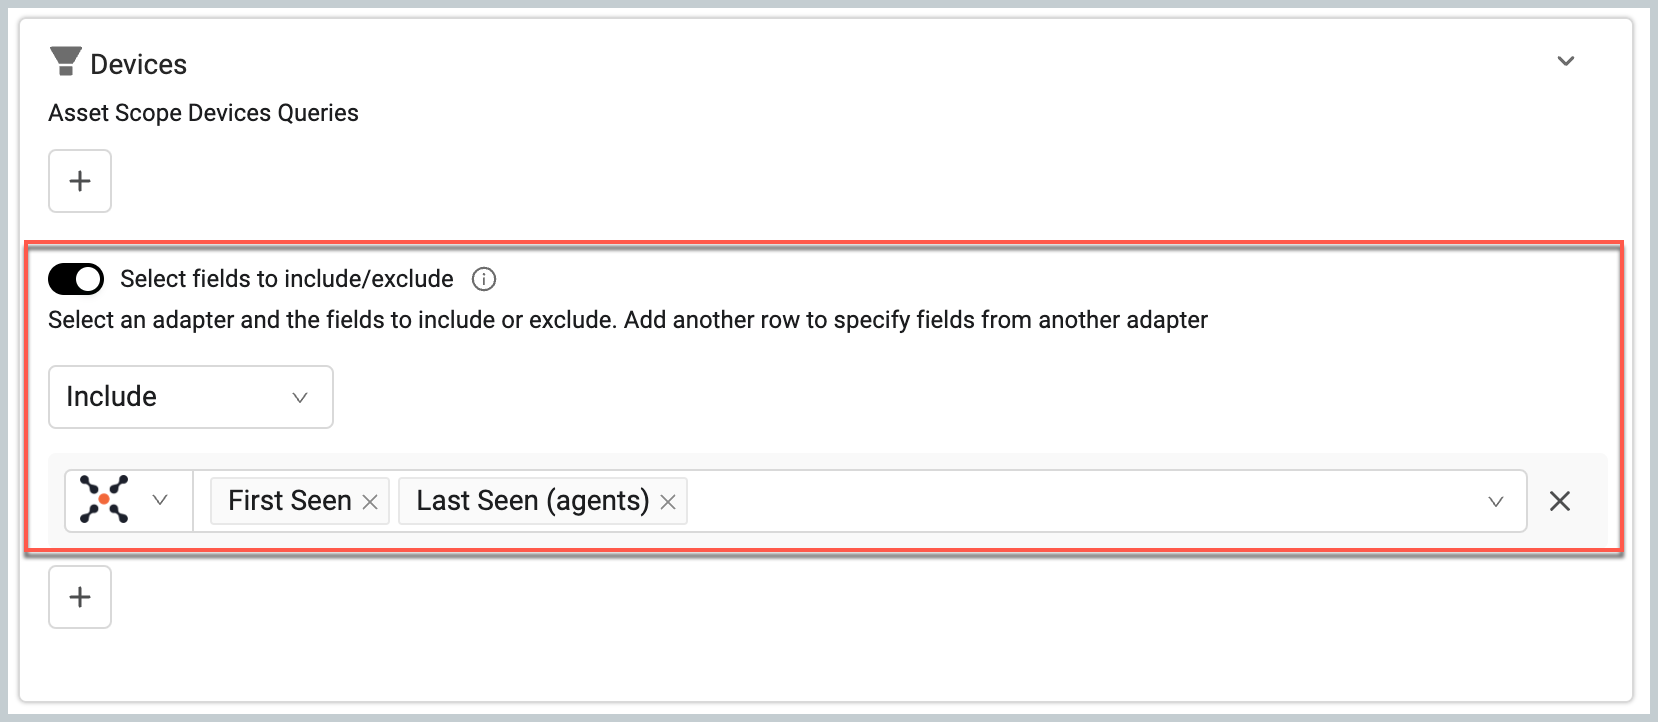 Devices
Asset Scope Devices Queries
Select fields to include/exclude
Select an adapter and the fields to include or exclude. Add another row to specify fields from another adapter
Include
First Seen Last Seen (agents)